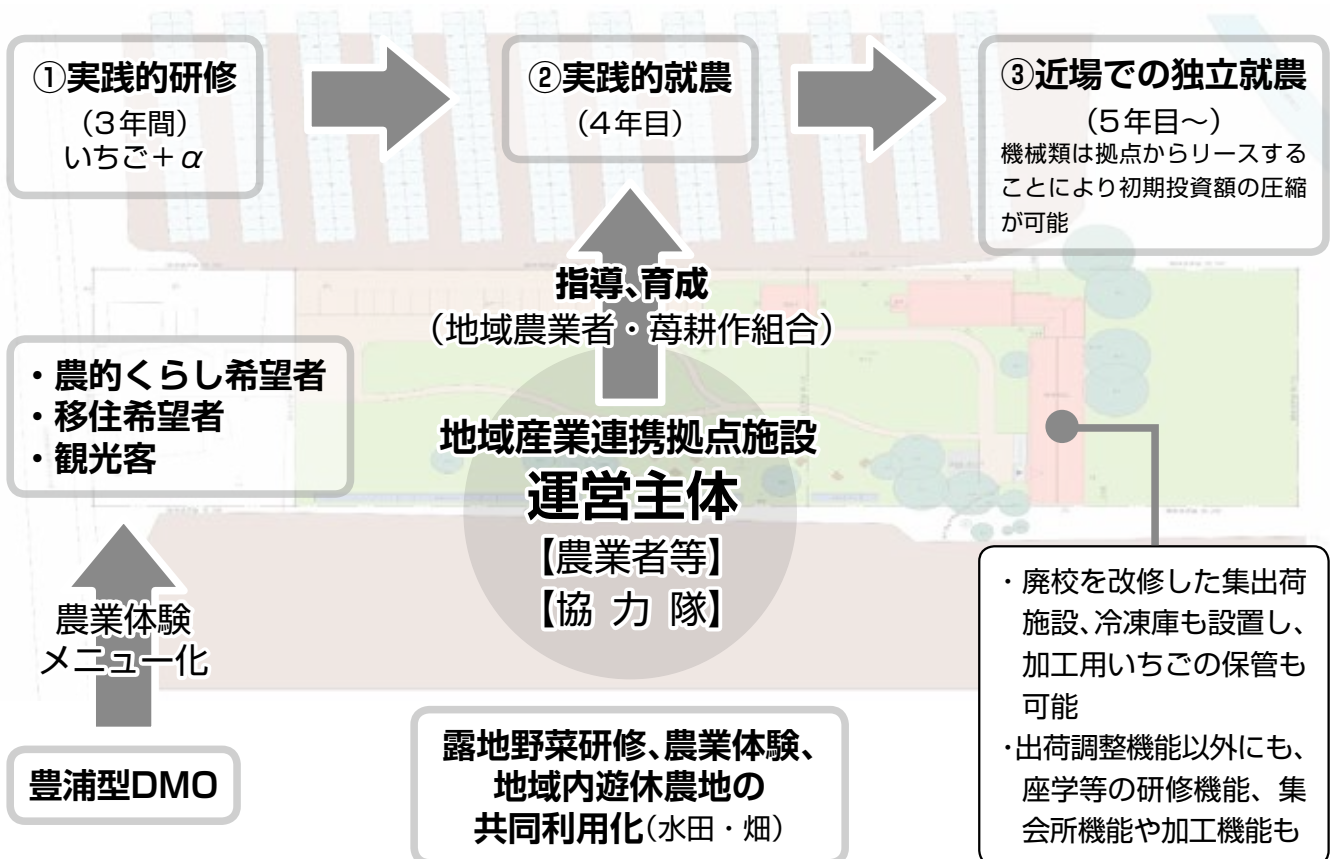 ①実践的研修
（3年間）
いちご＋α
②実践的就農
（4年目）
③近場での独立就農
（5年目～）
機械類は拠点からリースする
ことにより初期投資額の圧縮
が可能
指導、育成
（地域農業者・苺耕作組合）
・農的くらし希望者
・移住希望者
・観光客
地域産業連携拠点施設
運営主体
【農業者等】
【協 力 隊】
農業体験
メニュー化
豊浦型DMO
露地野菜研修、農業体験、
地域内遊休農地の
共同利用化（水田・畑）
・廃校を改修した集出荷
施設、冷凍庫も設置し、
加工用いちごの保管も
可能
・出荷調整機能以外にも、
座学等の研修機能、集
会所機能や加工機能も